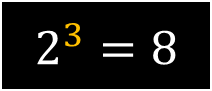 2³ = 8